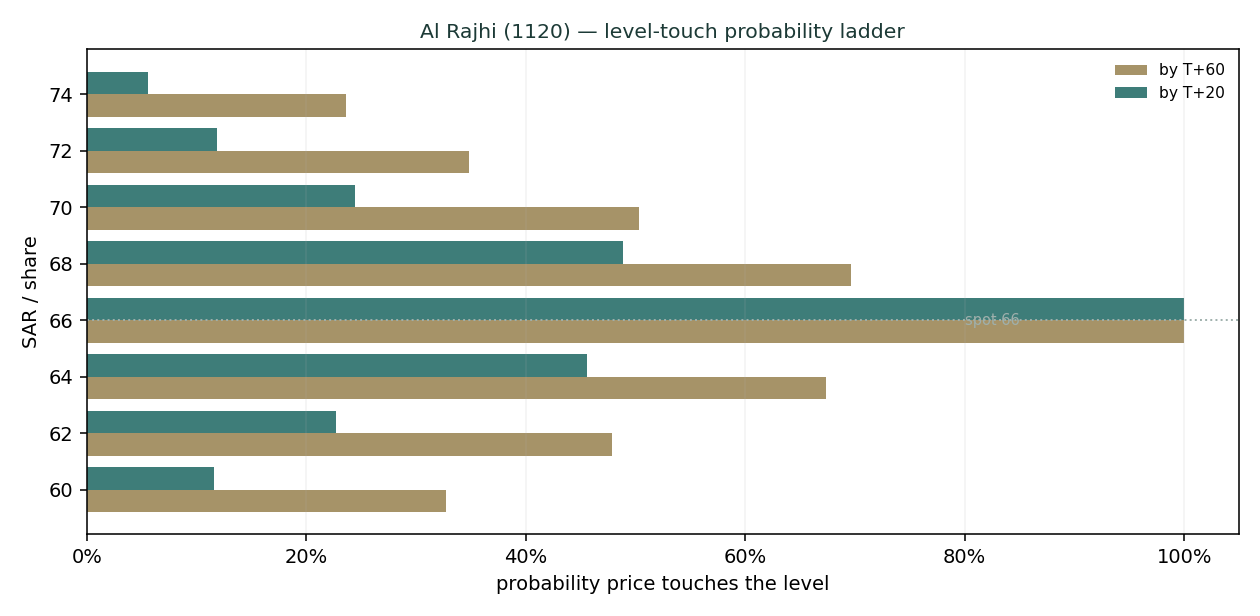 Al Rajhi (1120) — level-touch probability ladder
by T+60
by T+20
SAR / share
74
72
70
68
66
64
62
60
spot 66
0% 20% 40% 60% 80% 100%
probability price touches the level